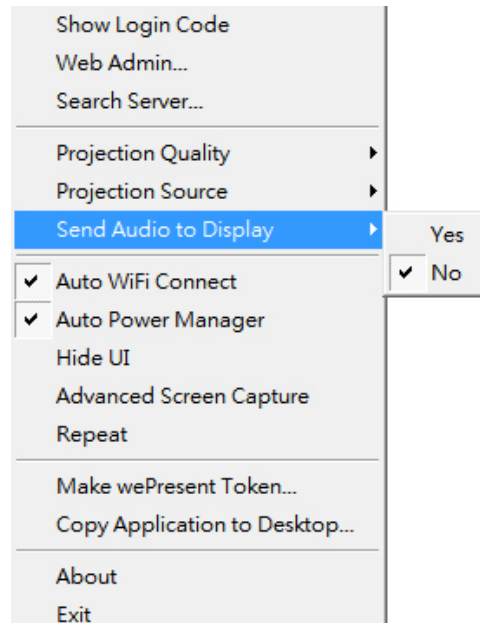 Show Login Code
Web Admin...
Search Server...
Projection Quality
Projection Source
Send Audio to Display
Yes
No
Auto WiFi Connect
Auto Power Manager
Hide UI
Advanced Screen Capture
Repeat
Make wePresent Token...
Copy Application to Desktop...
About
Exit